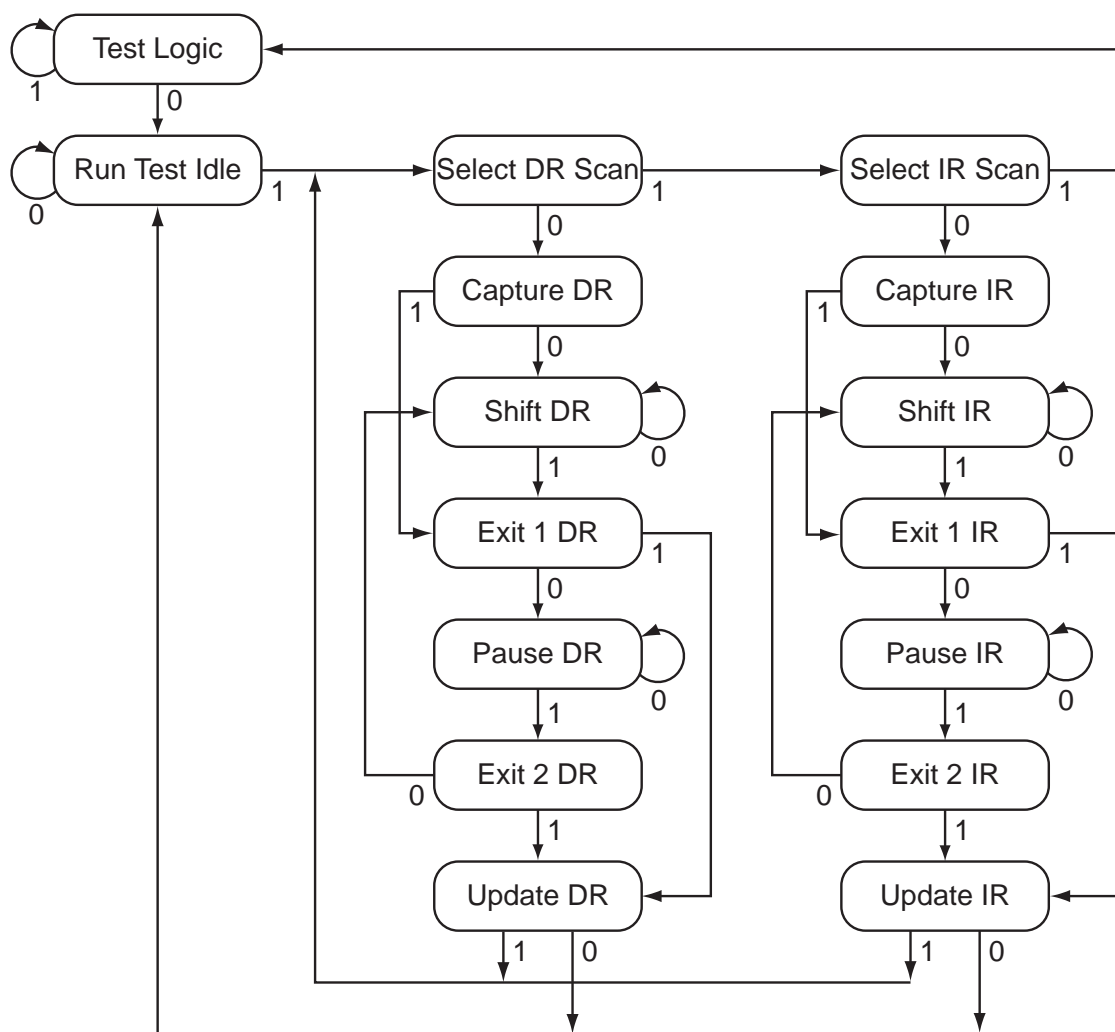 Test Logic
1
0
Run Test Idle
0
1
Select DR Scan
1
Select IR Scan
1
0
0
Capture DR
1
0
Capture IR
1
0
Shift DR
0
1
Shift IR
0
1
Exit 1 DR
1
0
Exit 1 IR
1
0
Pause DR
0
1
Pause IR
0
1
Exit 2 DR
0
1
Exit 2 IR
0
1
Update DR
1
0
Update IR
1
0